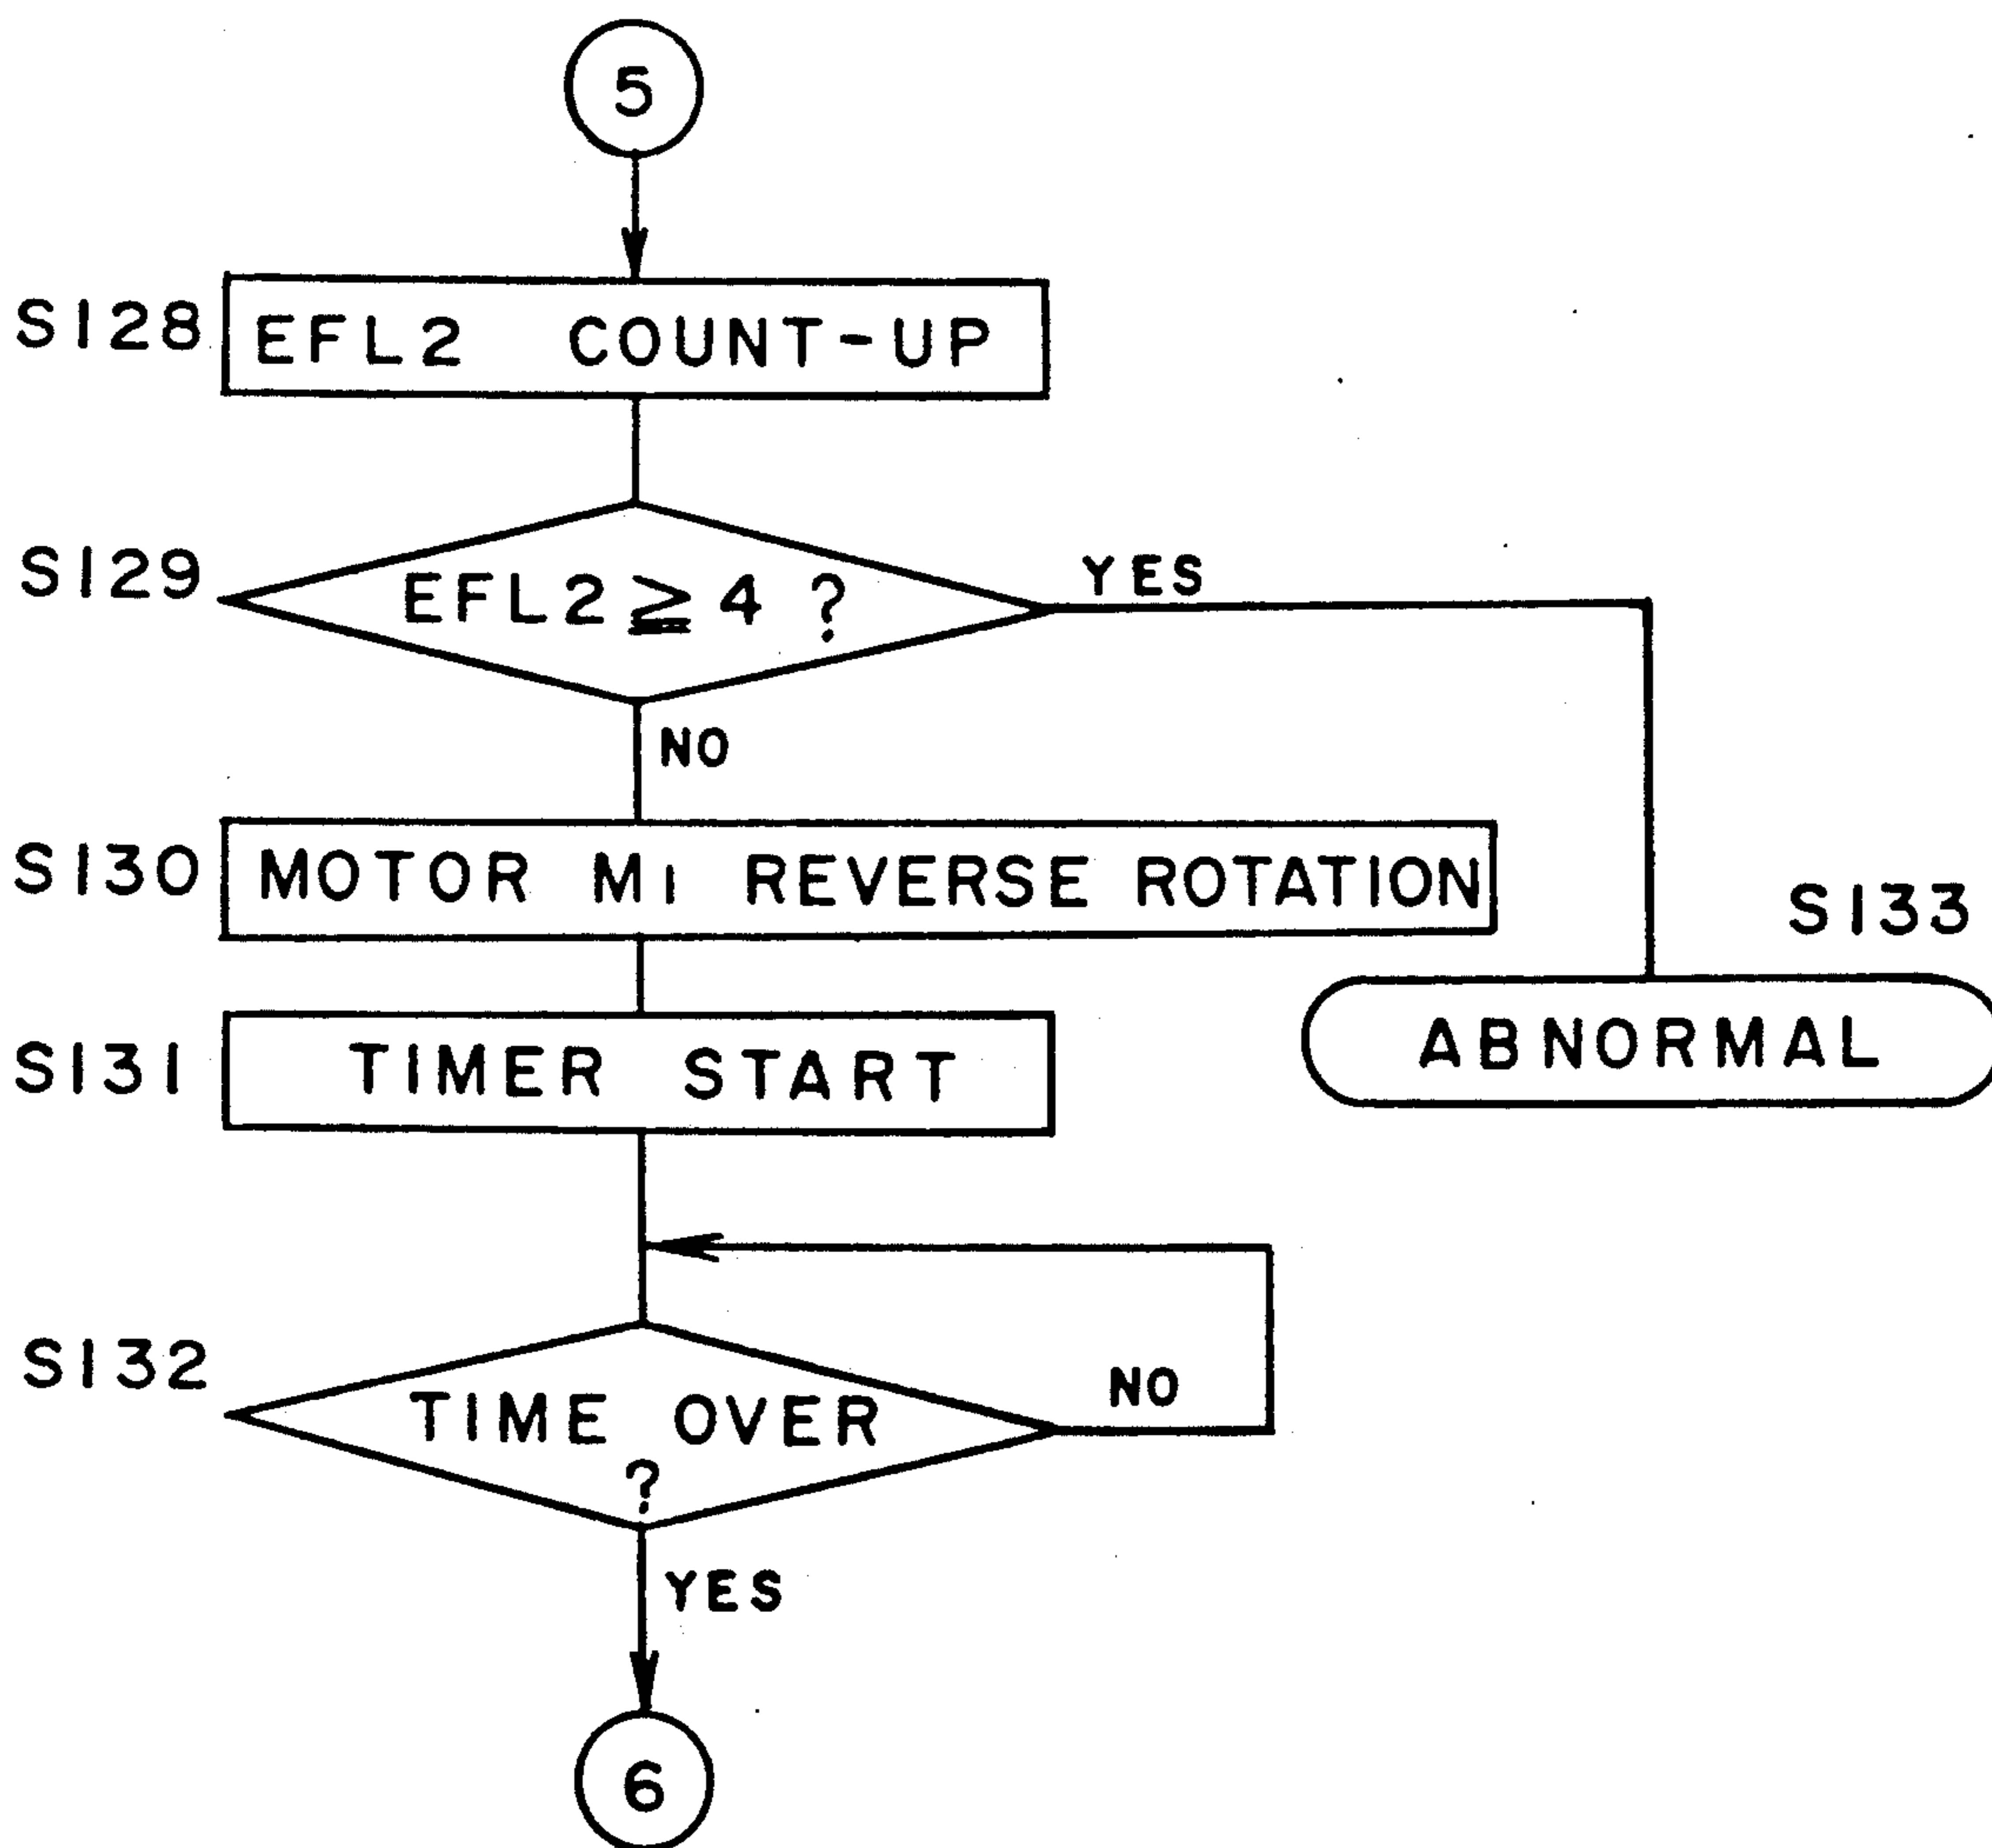 5
S128 EFL2 COUNT-UP
S129 EFL2 ≧ 4 ? YES
NO
S130 MOTOR M1 REVERSE ROTATION
S133
ABNORMAL
S131 TIMER START
S132 TIME OVER NO
?
YES
6